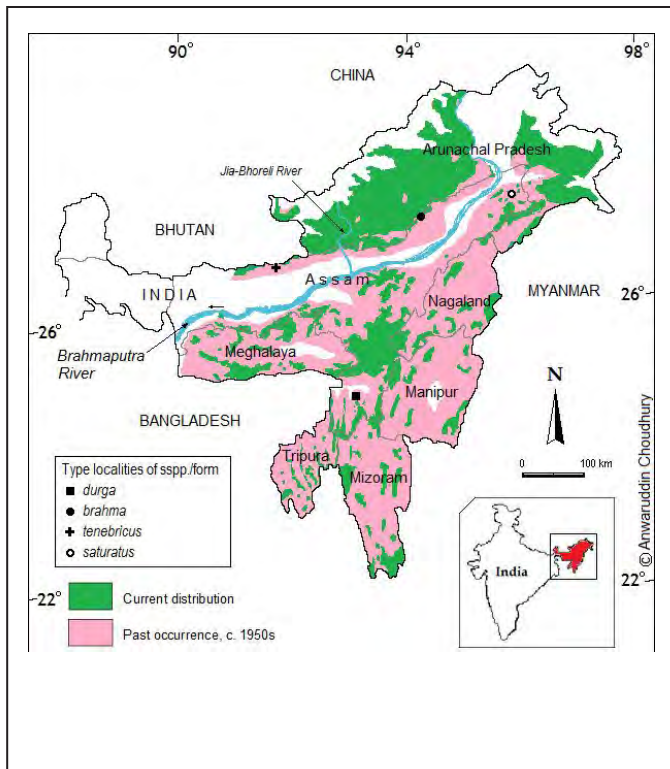 90° 94° 98°
CHINA
Arunachal Pradesh
Jia-Bhoreli River
BHUTAN
Assam
INDIA
MYANMAR
26°
26°
Nagaland
Brahmaputra
River
Meghalaya
N
Manipur
BANGLADESH
Tripura
Mizoram
0 100 km
Type localities of sspp./form
durga
brahma
tenebricus
saturatus
India
© Anwaruddin Choudhury
22°
22°
Current distribution
Past occurrence, c. 1950s